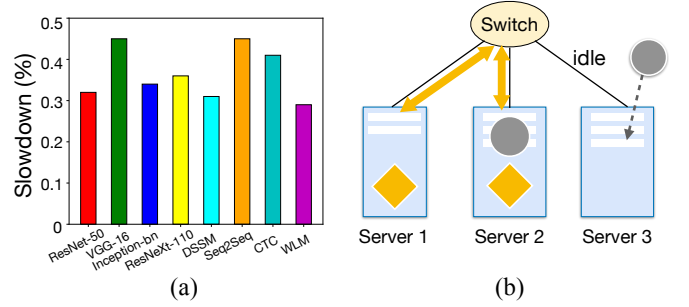 Slowdown (%)
0.5
0.4
0.3
0.2
0.1
0
ResNet-50
VGG-16
Inception-bn
ResNeXt-110
DSSM
Seq2Seq
CTC
WLM
(a)
Switch
idle
Server 1
Server 2
Server 3
(b)